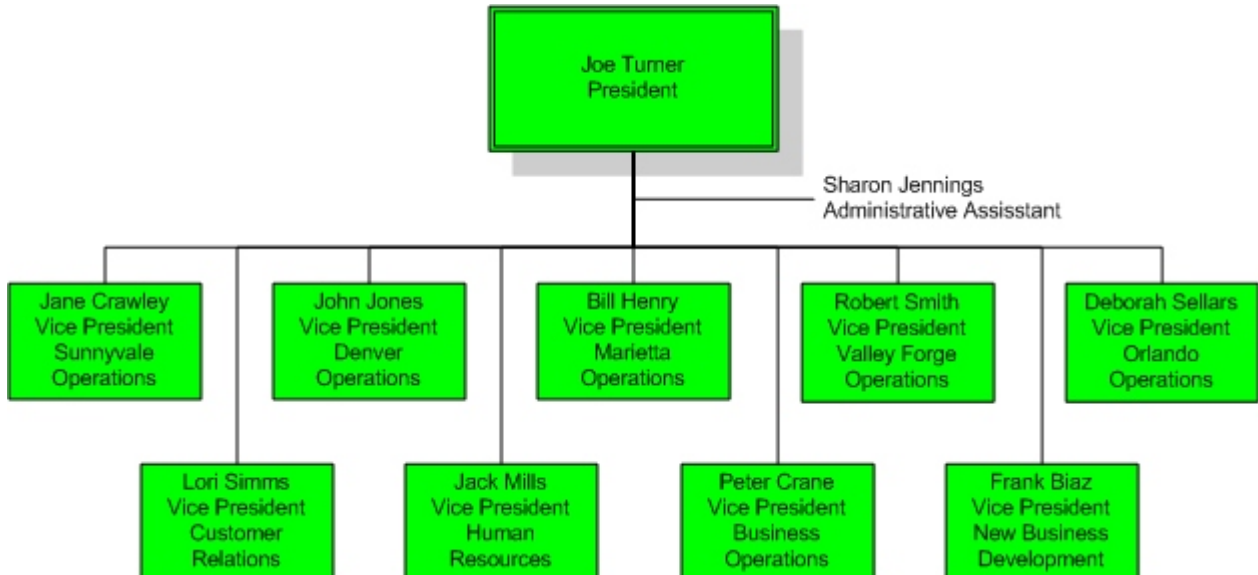 Joe Turner
President
Sharon Jennings
Administrative Assisstant
Jane Crawley
Vice President
Sunnyvale
Operations
John Jones
Vice President
Denver
Operations
Bill Henry
Vice President
Marietta
Operations
Robert Smith
Vice President
Valley Forge
Operations
Deborah Sellars
Vice President
Orlando
Operations
Lori Simms
Vice President
Customer
Relations
Jack Mills
Vice President
Human
Resources
Peter Crane
Vice President
Business
Operations
Frank Biaz
Vice President
New Business
Development